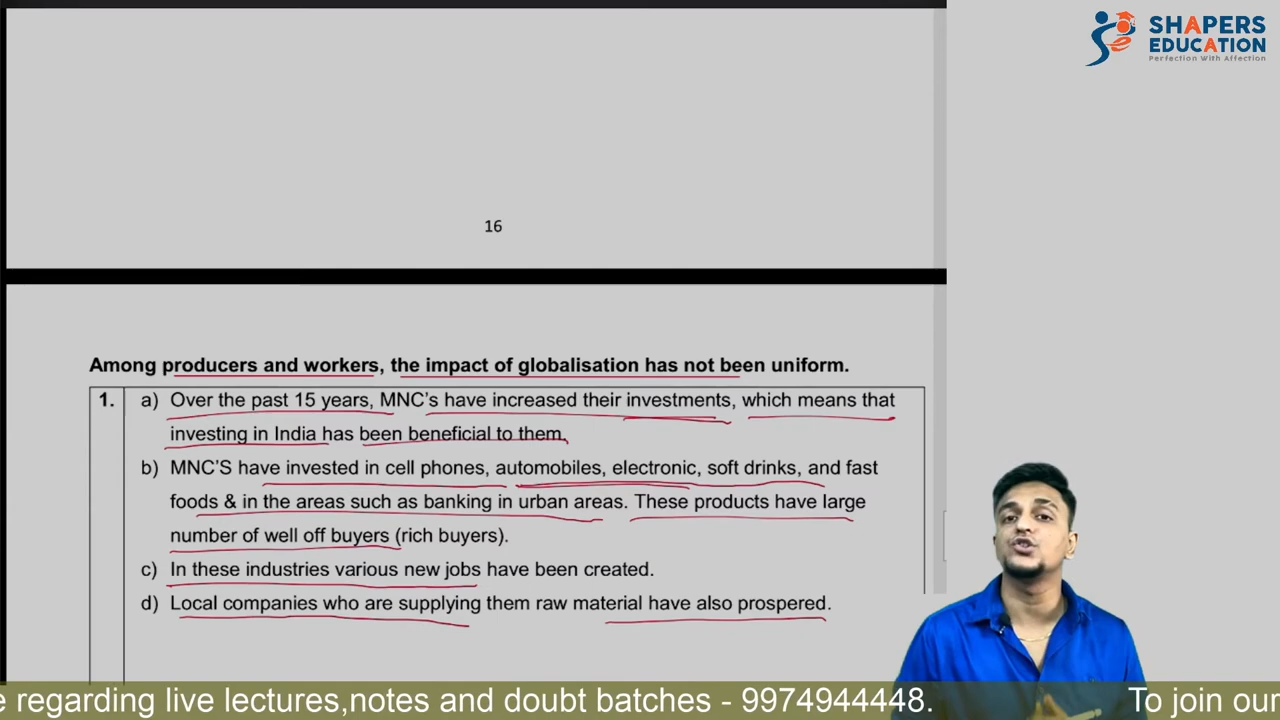 SHAPERS
EDUCATION
Perfection With Affection
16
Among producers and workers, the impact of globalisation has not been uniform.
1. a) Over the past 15 years, MNC's have increased their investments, which means that
investing in India has been beneficial to them.
b) MNC'S have invested in cell phones, automobiles, electronic, soft drinks, and fast
foods & in the areas such as banking in urban areas. These products have large
number of well off buyers (rich buyers).
c) In these industries various new jobs have been created.
d) Local companies who are supplying them raw material have also prospered.
e regarding live lectures,notes and doubt batches - 9974944448. To join our